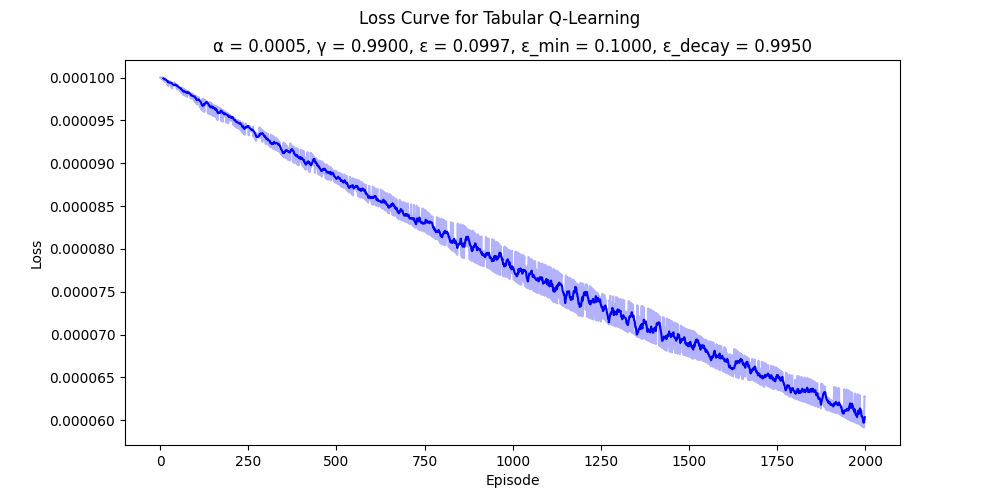 Loss Curve for Tabular Q-Learning
α = 0.0005, γ = 0.9900, ε = 0.0997, ε_min = 0.1000, ε_decay = 0.9950
0.000100
0.000095
0.000090
0.000085
0.000080
0.000075
0.000070
0.000065
0.000060
Loss
0 250 500 750 1000 1250 1500 1750 2000
Episode